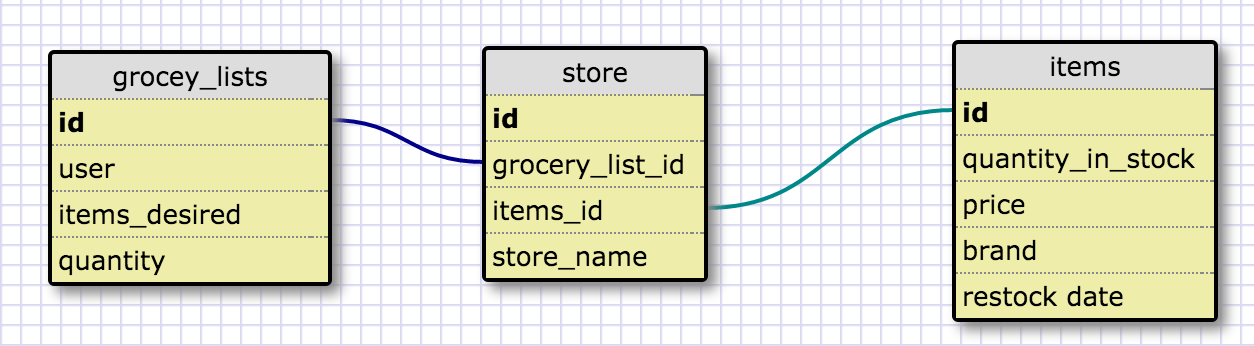 grocey_lists
id
user
items_desired
quantity
store
id
grocery_list_id
items_id
store_name
items
id
quantity_in_stock
price
brand
restock date